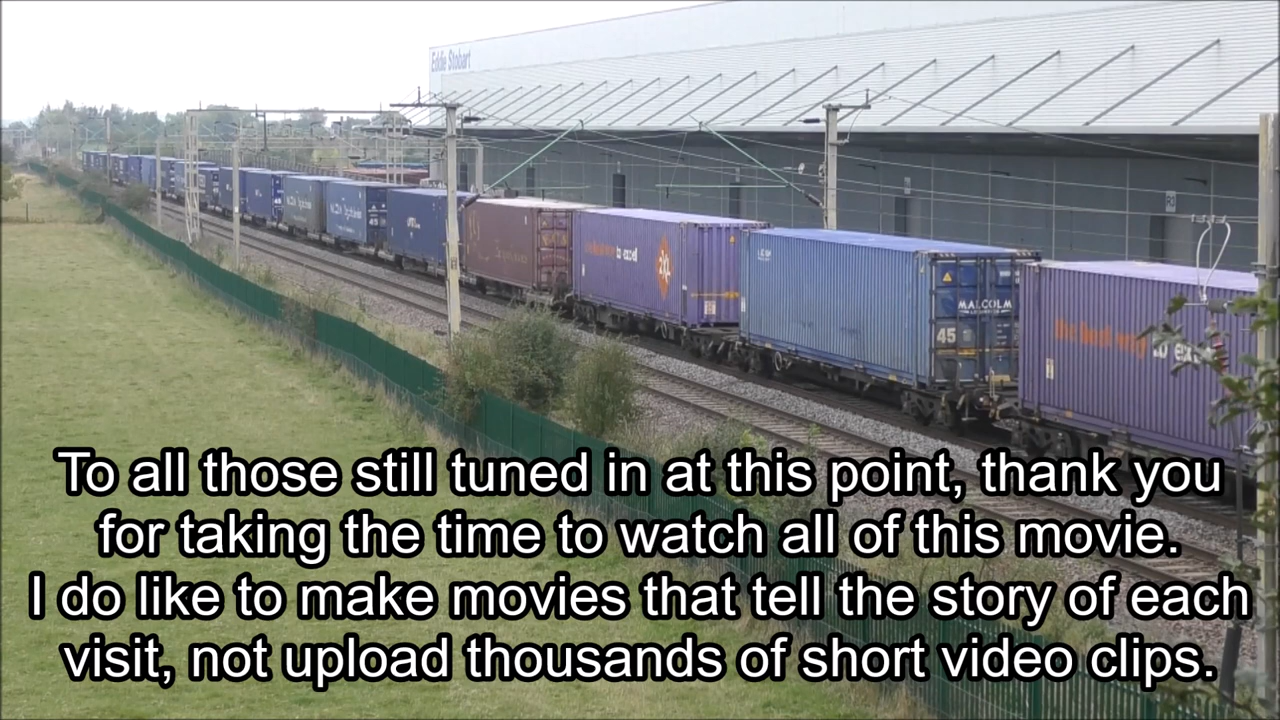 Eddie Stobart
MALCOLM
45
To all those still tuned in at this point, thank you
for taking the time to watch all of this movie.
I do like to make movies that tell the story of each
visit, not upload thousands of short video clips.